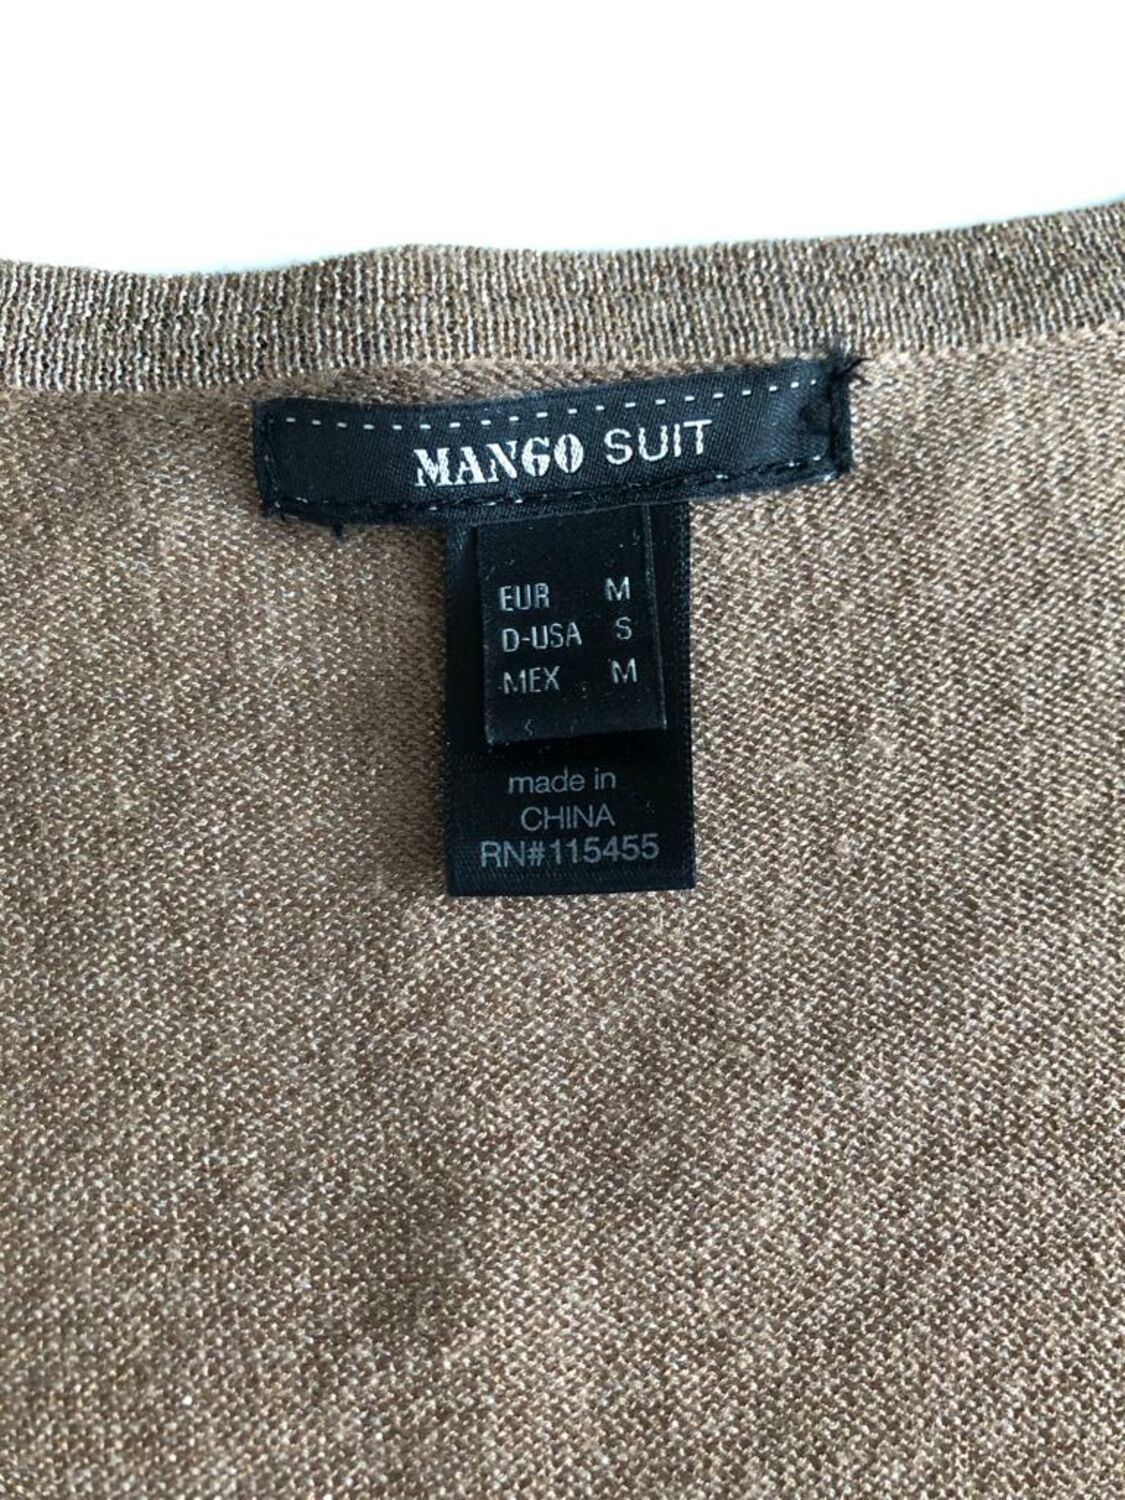 MANGO SUIT
EUR M
D-USA S
MEX M
made in
CHINA
RN#115455